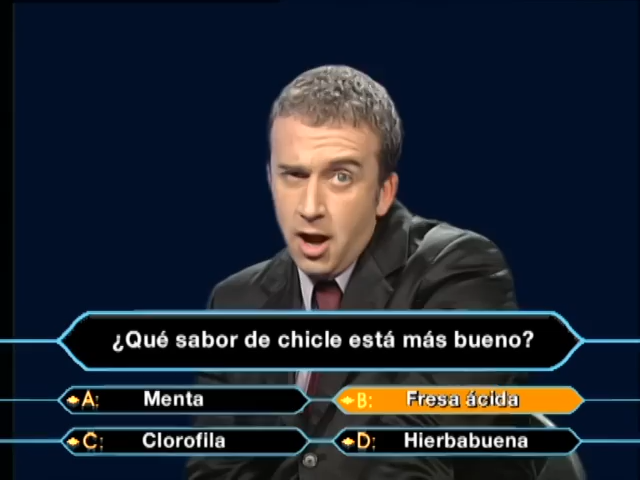 ¿Qué sabor de chicle está más bueno?
A: Menta
B: Fresa ácida
C: Clorofila
D: Hierbabuena